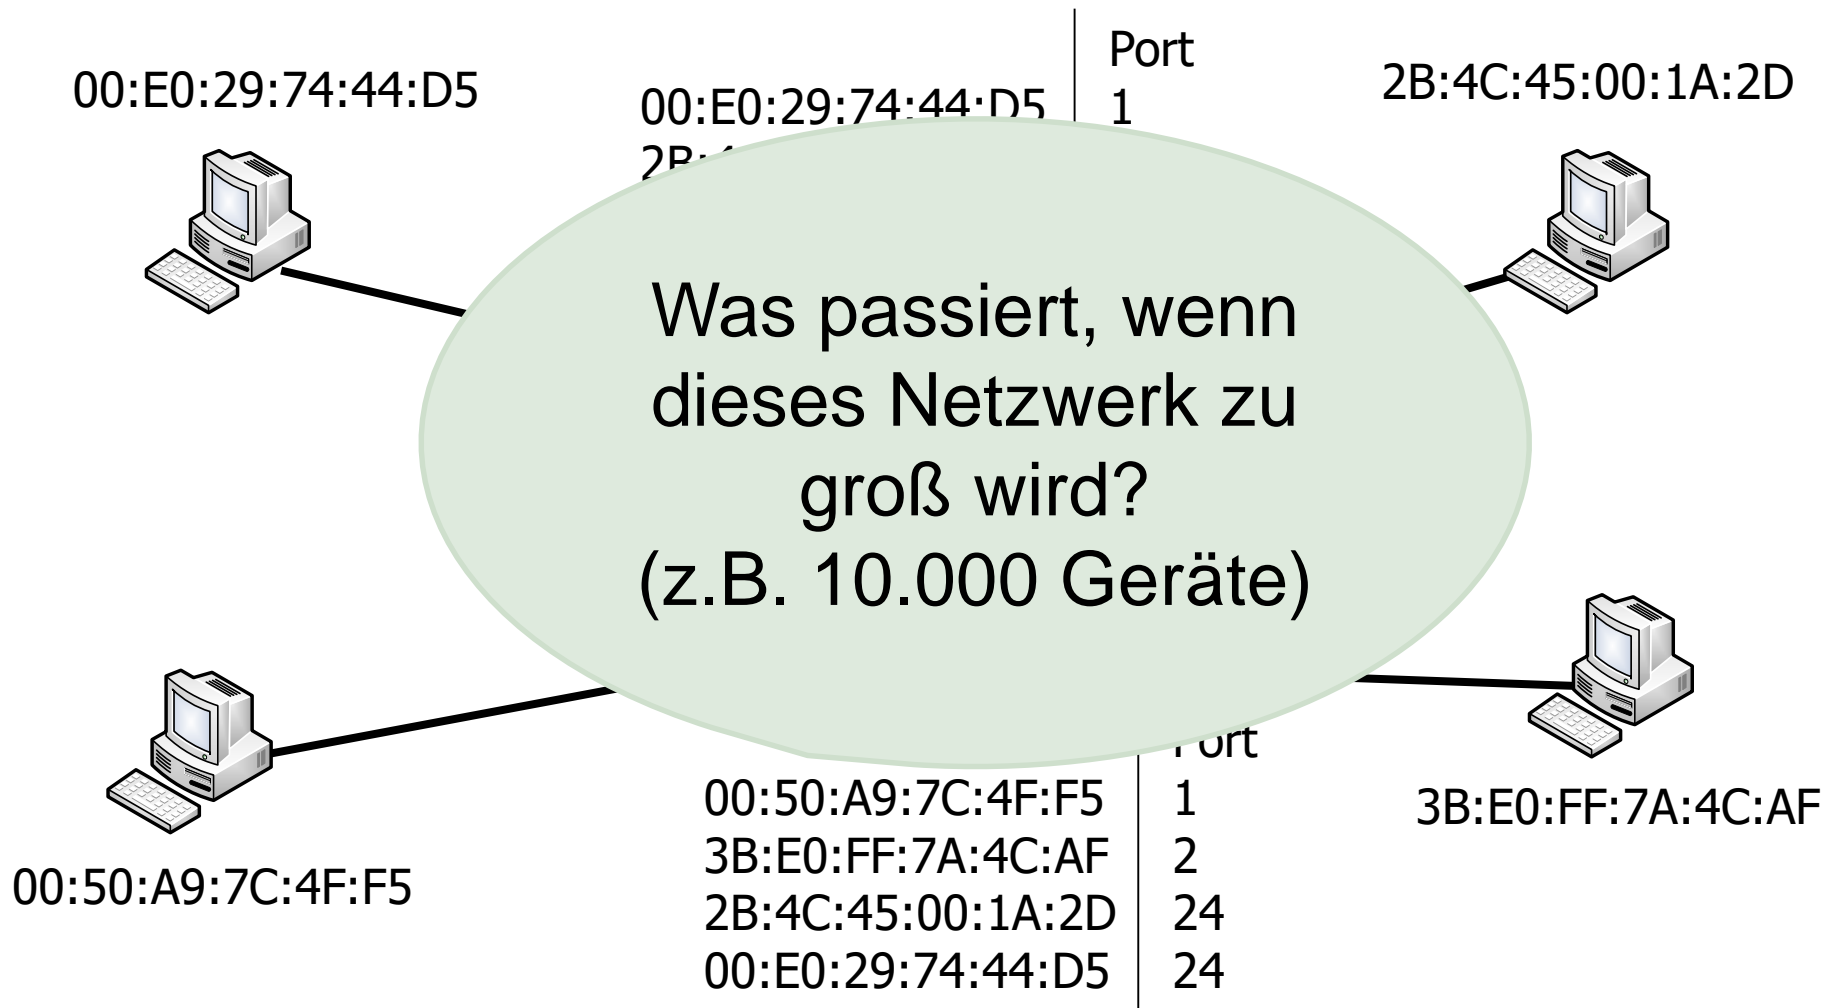 Port
00:E0:29:74:44:D5
00:E0:29:74:44:D5 1
2B:4C:45:00:1A:2D
Was passiert, wenn
dieses Netzwerk zu
groß wird?
(z.B. 10.000 Geräte)
Port
00:50:A9:7C:4F:F5 1
3B:E0:FF:7A:4C:AF
3B:E0:FF:7A:4C:AF 2
00:50:A9:7C:4F:F5
2B:4C:45:00:1A:2D 24
00:E0:29:74:44:D5 24